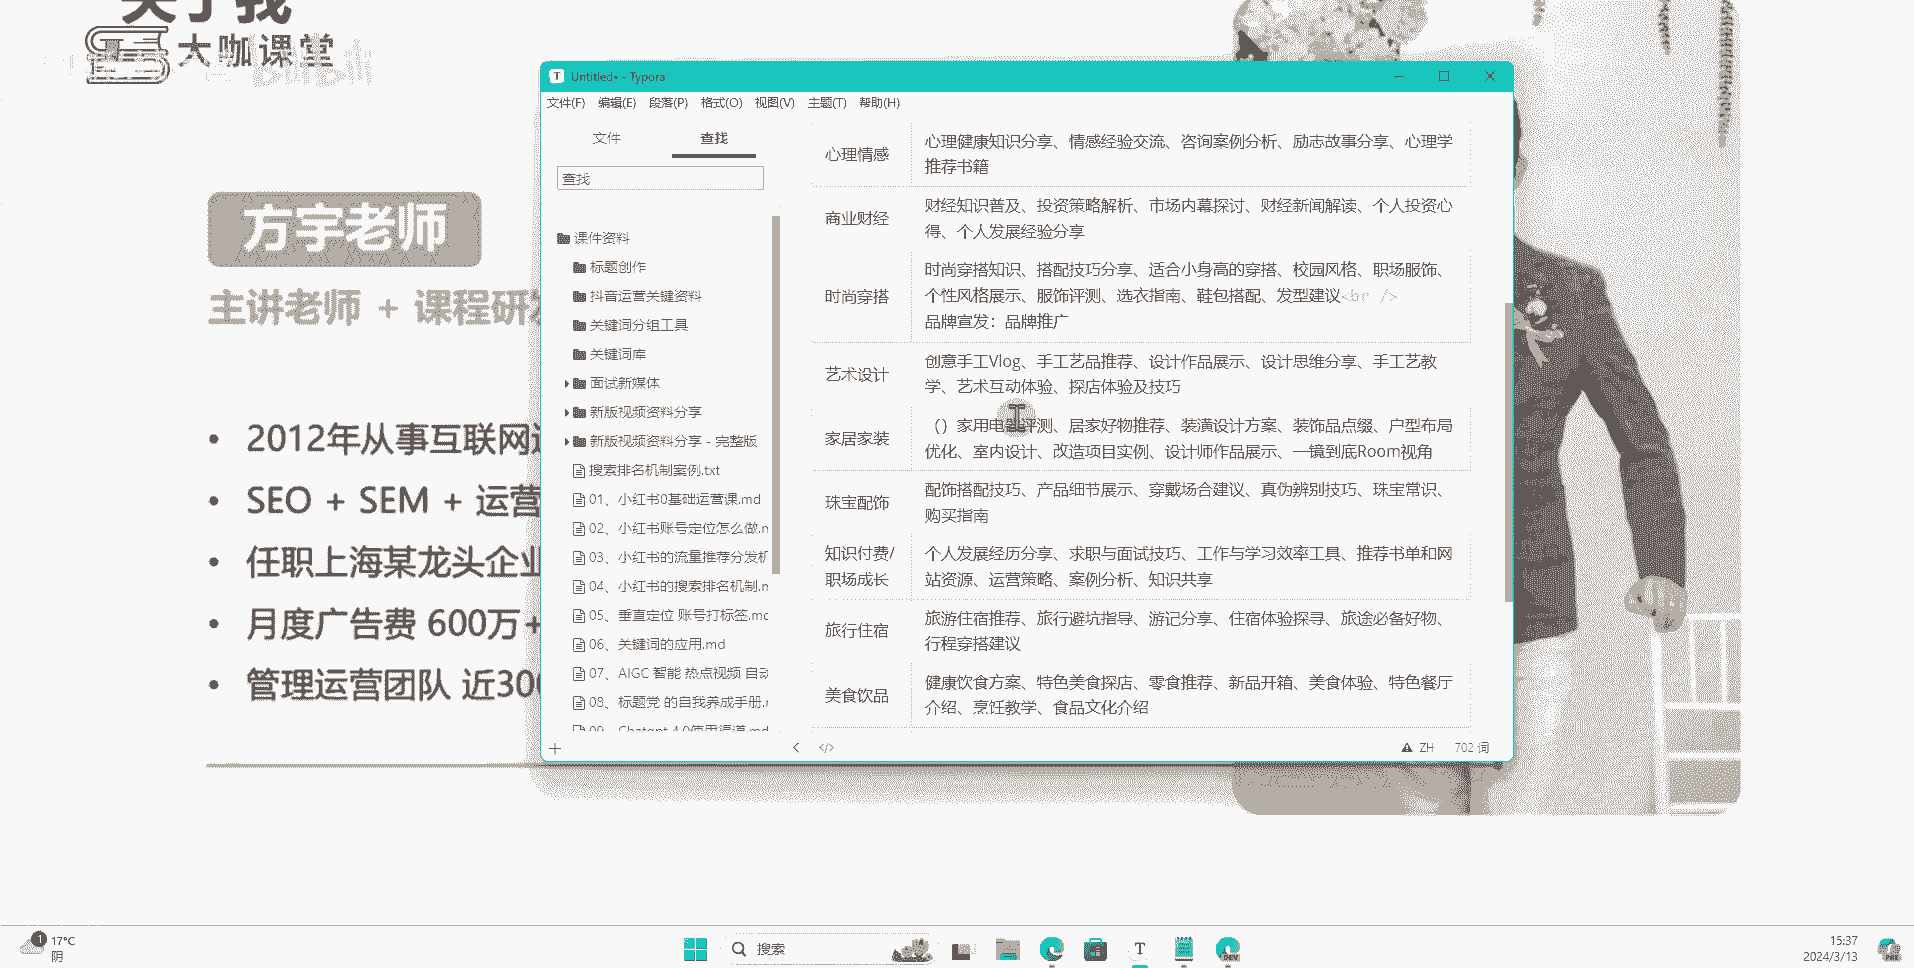 关于我
大咖课堂
bilibili
方宇老师
主讲老师 + 课程研发
• 2012年从事互联网
• SEO + SEM + 运营
• 任职上海某龙头企业
• 月度广告费 600万+
• 管理运营团队 近300
Untitled• - Typora
文件(F) 编辑(E) 段落(P) 格式(O) 视图(V) 主题(T) 帮助(H)
文件 查找
查找
课件资料
标题创作
抖音运营关键资料
关键词分组工具
关键词库
面试新媒体
新版视频资料分享
新版视频资料分享 - 完整版
搜索排名机制案例.txt
01、小红书0基础运营课.md
02、小红书账号定位怎么做.m
03、小红书的流量推荐分发机
04、小红书的搜索排名机制.m
05、垂直定位 账号打标签.md
06、关键词的应用.md
07、AIGC 智能 热点视频 自动
08、标题党 的自我养成手册.m
09、Chatgpt 4.0使用渠道.md
心理情感
心理健康知识分享、情感经验交流、咨询案例分析、励志故事分享、心理学
推荐书籍
商业财经
财经知识普及、投资策略解析、市场内幕探讨、财经新闻解读、个人投资心
得、个人发展经验分享
时尚穿搭
时尚穿搭知识、搭配技巧分享、适合小身高的穿搭、校园风格、职场服饰、
个性风格展示、服饰评测、选衣指南、鞋包搭配、发型建议<br />
品牌宣发：品牌推广
艺术设计
创意手工Vlog、手工艺品推荐、设计作品展示、设计思维分享、手工艺教
学、艺术互动体验、探店体验及技巧
家居家装
（）家用电器评测、居家好物推荐、装潢设计方案、装饰品点缀、户型布局
优化、室内设计、改造项目实例、设计师作品展示、一镜到底Room视角
珠宝配饰
配饰搭配技巧、产品细节展示、穿戴场合建议、真伪辨别技巧、珠宝常识、
购买指南
知识付费/
职场成长
个人发展经历分享、求职与面试技巧、工作与学习效率工具、推荐书单和网
站资源、运营策略、案例分析、知识共享
旅行住宿
旅游住宿推荐、旅行避坑指导、游记分享、住宿体验探寻、旅途必备好物、
行程穿搭建议
美食饮品
健康饮食方案、特色美食探店、零食推荐、新品开箱、美食体验、特色餐厅
介绍、烹饪教学、食品文化介绍
ZH 702 词
1
17°C
阴
搜索
T
DEV
15:37
2024/3/13
PRE